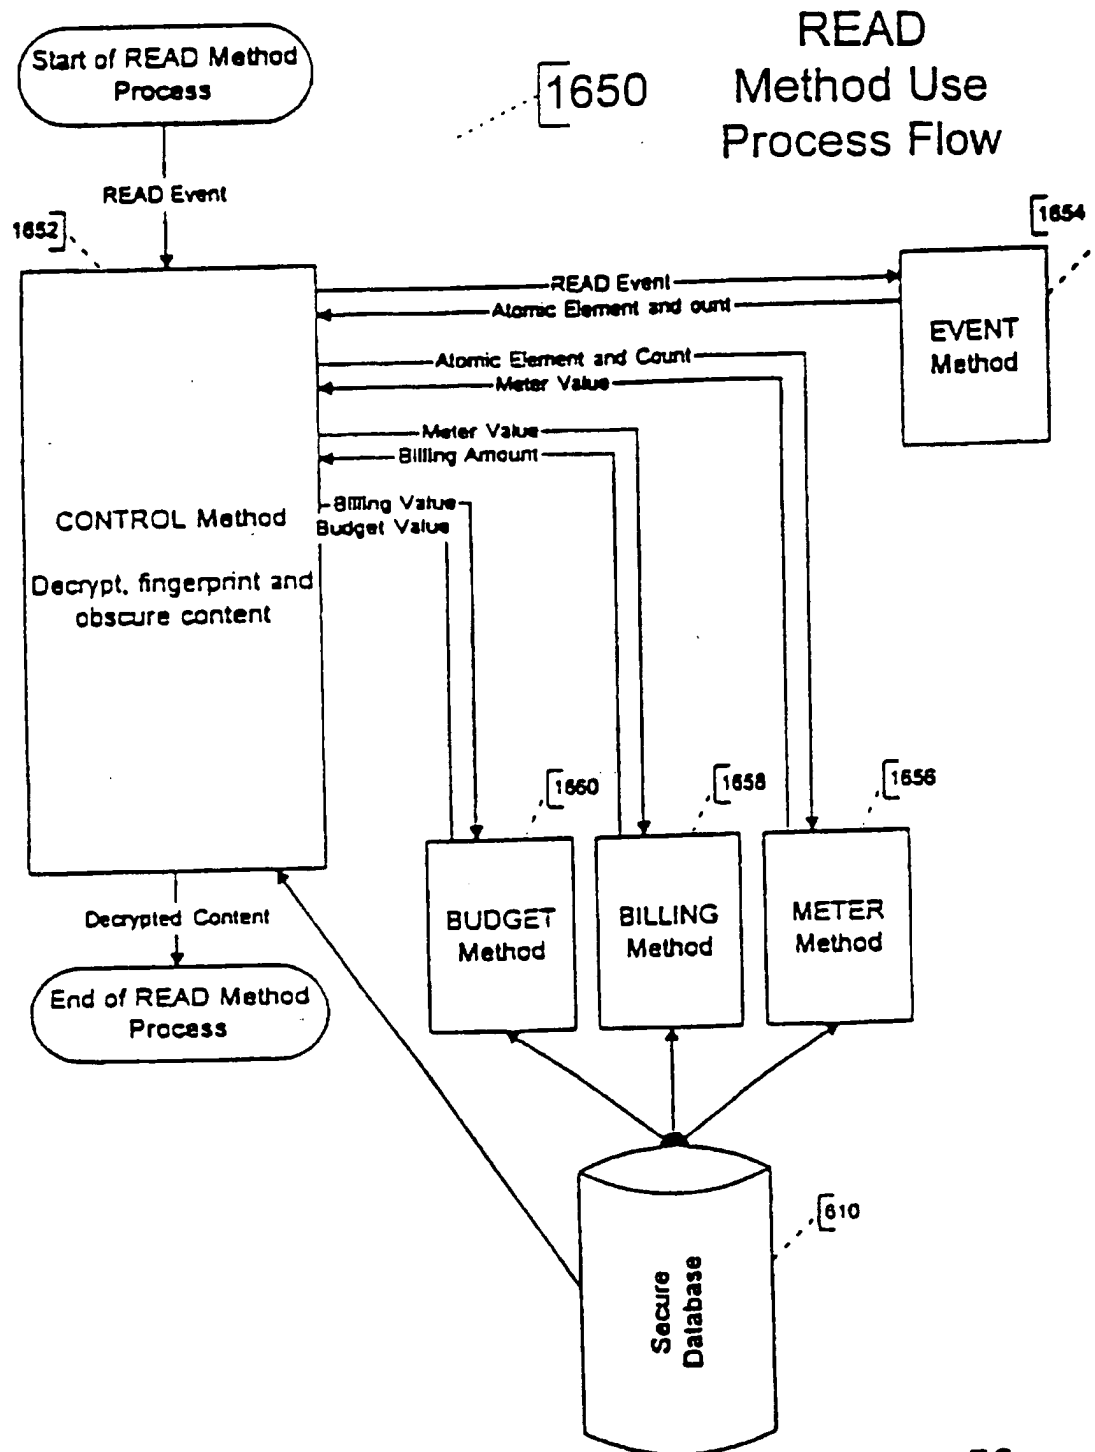 Start of READ Method
Process
1650
READ
Method Use
Process Flow
READ Event
1652
1654
READ Event
Atomic Element and ount
EVENT
Method
Atomic Element and Count
Meter Value
Meter Value
Billing Amount
Billing Value
Budget Value
CONTROL Method
Decrypt, fingerprint and
obscure content
1660
1658
1656
BUDGET
Method
BILLING
Method
METER
Method
Decrypted Content
End of READ Method
Process
610
Secure
Database